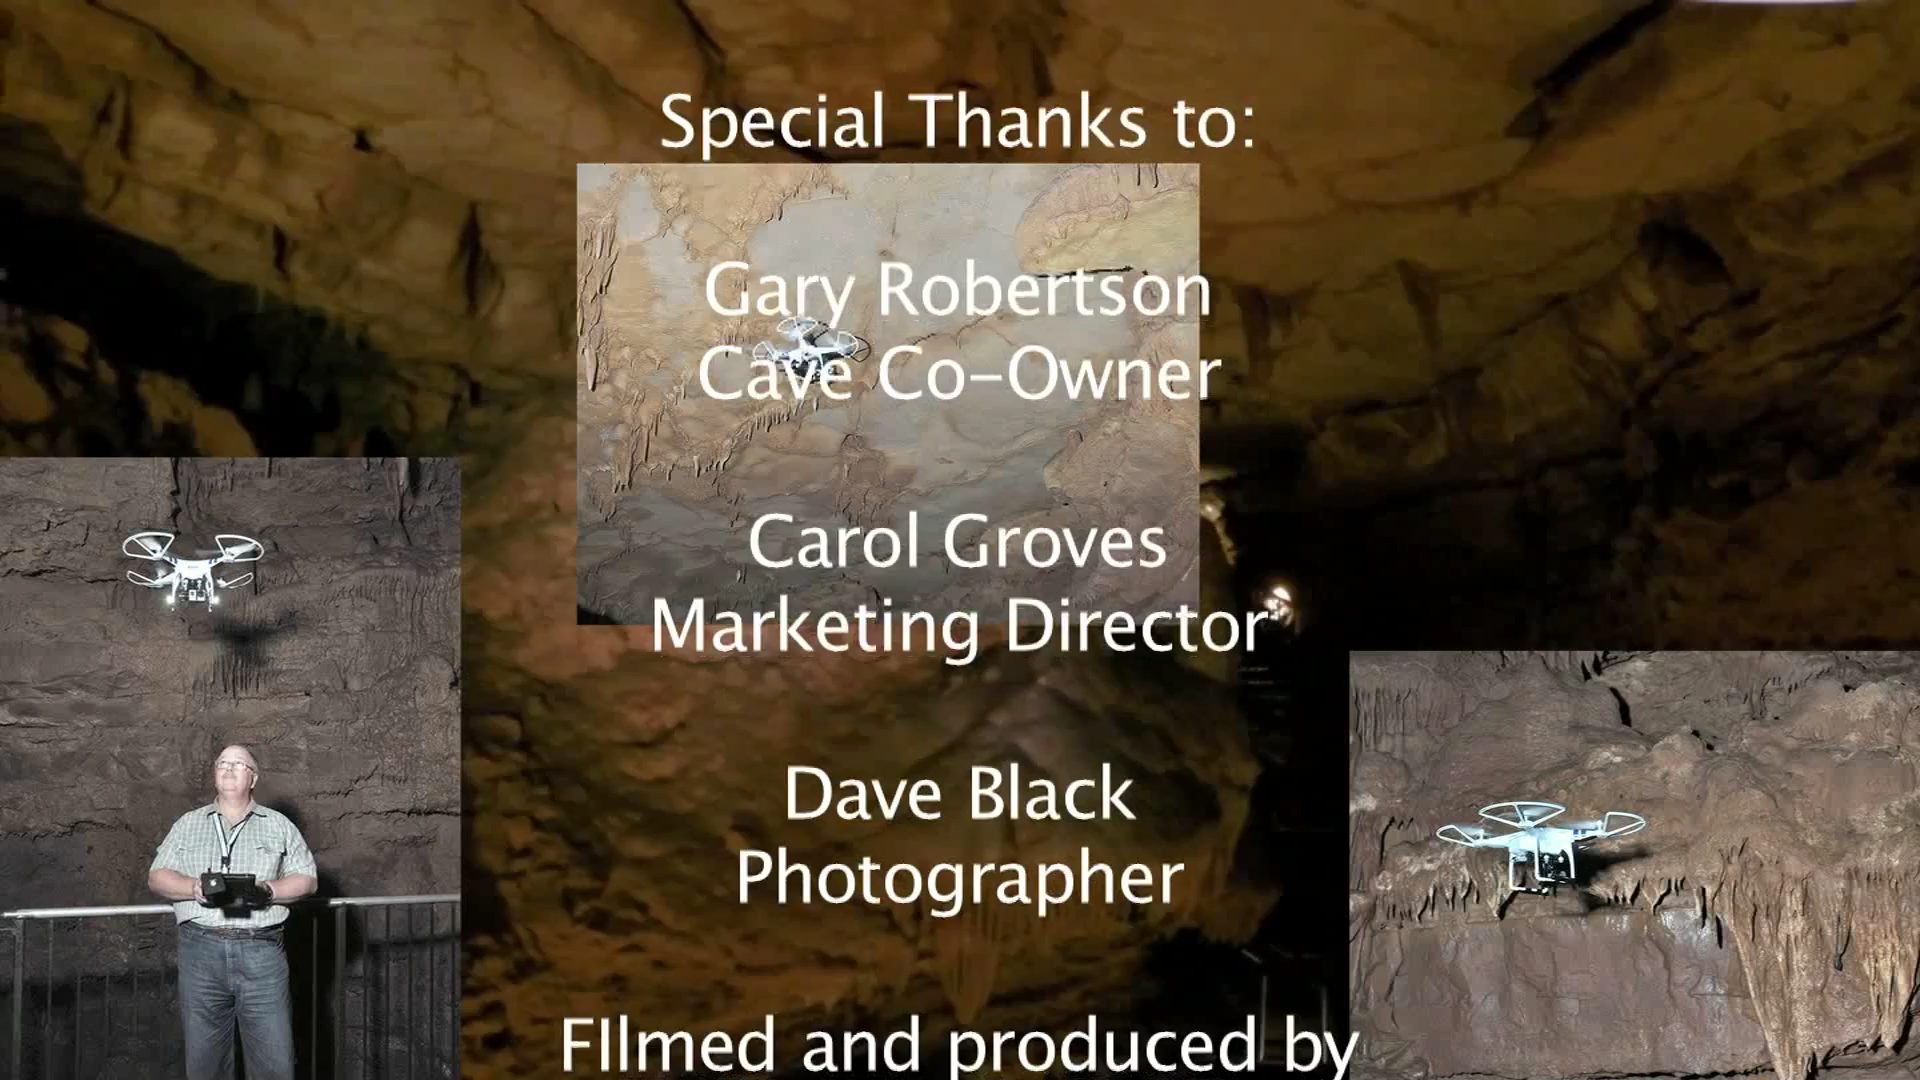 Special Thanks to:
Gary Robertson
Cave Co-Owner
Carol Groves
Marketing Director
Dave Black
Photographer
FIlmed and produced by